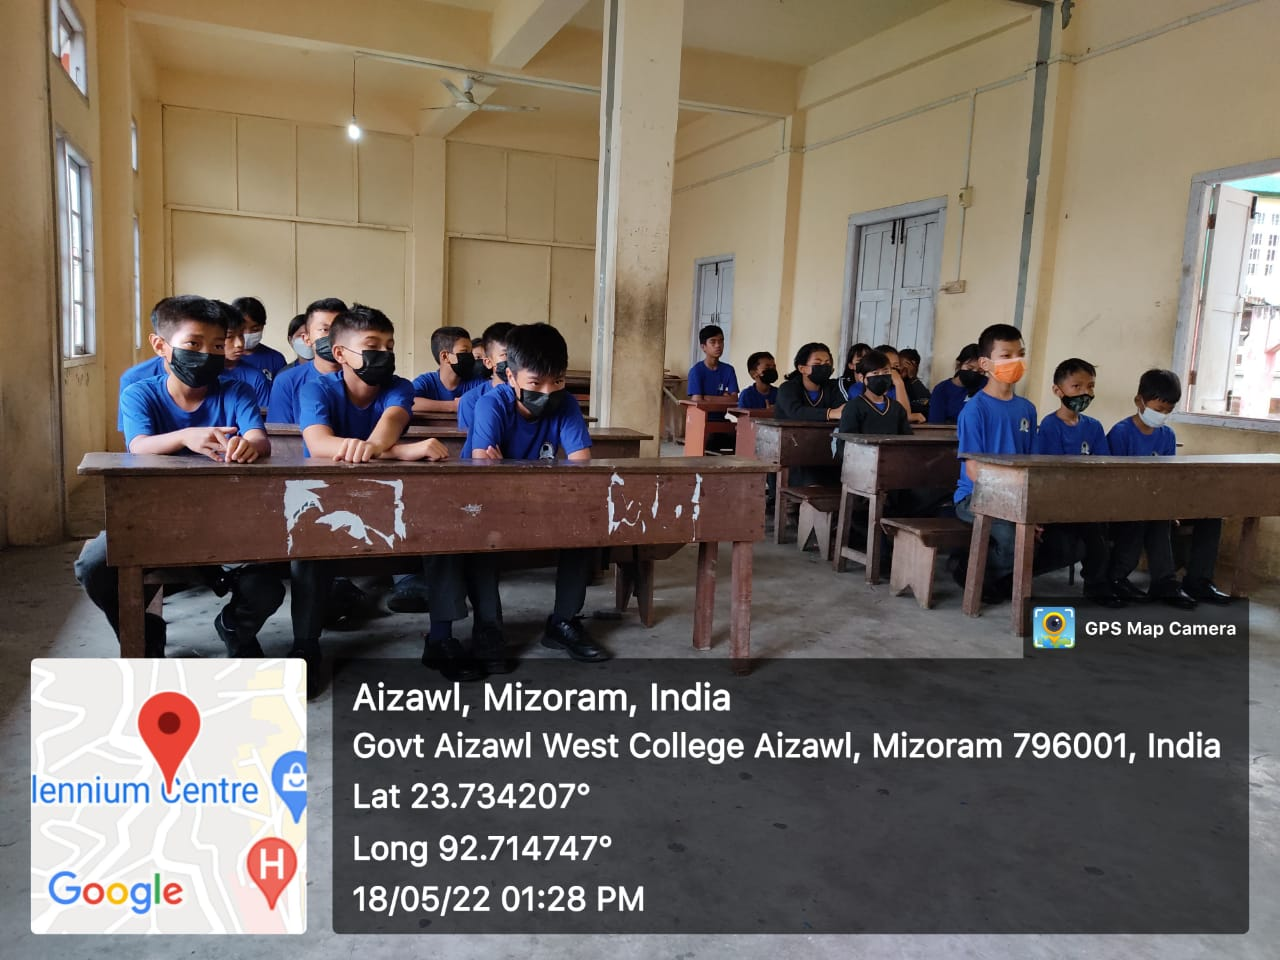 GPS Map Camera
Aizawl, Mizoram, India
Govt Aizawl West College Aizawl, Mizoram 796001, India
Lat 23.734207°
Long 92.714747°
18/05/22 01:28 PM
lennium Centre
H
Google